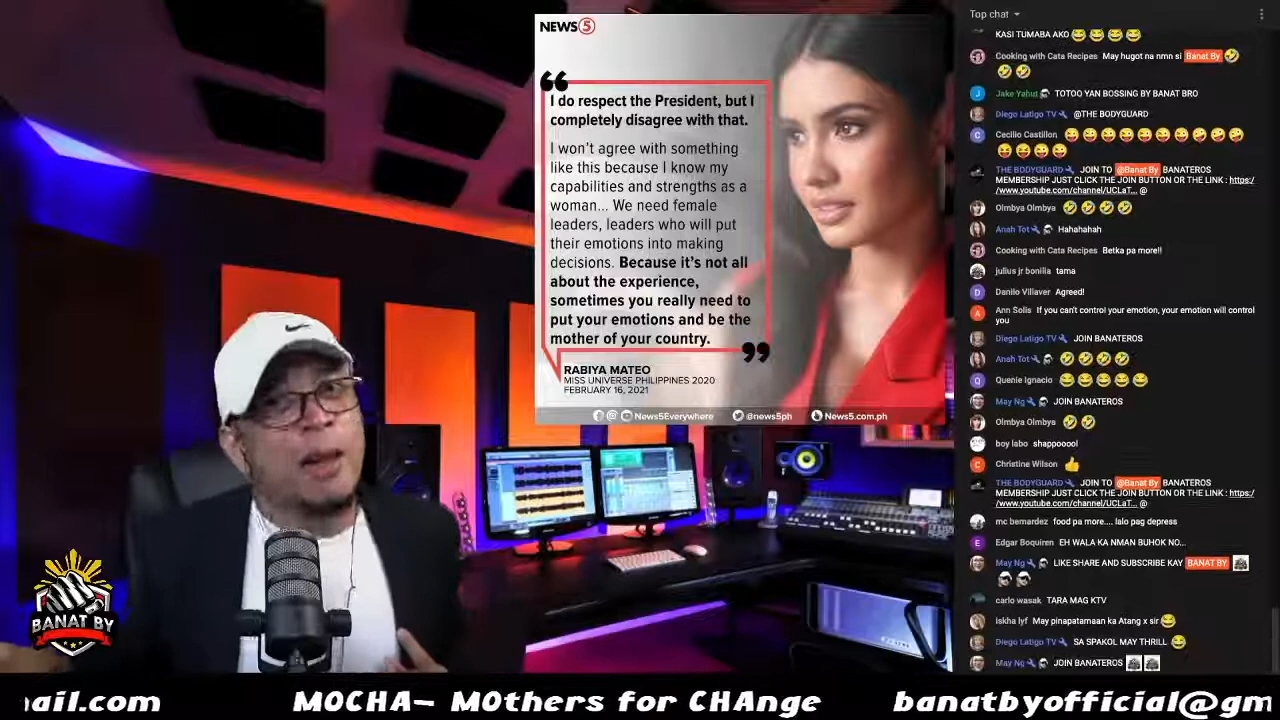 NEWS5
I do respect the President, but I
completely disagree with that.
I won't agree with something
like this because I know my
capabilities and strengths as a
woman... We need female
leaders, leaders who will put
their emotions into making
decisions. Because it's not all
about the experience,
sometimes you really need to
put your emotions and be the
mother of your country.
RABIYA MATEO
MISS UNIVERSE PHILIPPINES 2020
FEBRUARY 16, 2021
News5Everywhere @news5ph News5.com.ph
BANAT BY
Top chat
KASI TUMABA AKO 😂😂😂😂
Cooking with Cata Recipes May hugot na nmn si Banat By 🤣
🤣🤣
Jake Yehut TOTOO YAN BOSSING BY BANAT BRO
Diego Latigo TV @THE BODYGUARD
Cecilio Castillon 😜😜😜😜😜😜😜😜😜😜
😝😜😜😜
THE BODYGUARD JOIN TO @Banat By BANATEROS
MEMBERSHIP JUST CLICK THE JOIN BUTTON OR THE LINK : https:/
/www.youtube.com/channel/UCLaT... @
Olmbya Olmbya 🤣🤣🤣🤣
Anah Tot Hahahahah
Cooking with Cata Recipes Betka pa more!!
julius jr bonilia tama
Danilo Villaver Agreed!
Ann Solis If you can't control your emotion, your emotion will control
you
Diego Latigo TV JOIN BANATEROS
Anah Tot 🤣🤣🤣🤣
Quenie Ignacio 😂😂😂😂😂
May Ng JOIN BANATEROS
Olmbya Olmbya 🤣🤣
boy labo shappooool
Christine Wilson 👍
THE BODYGUARD JOIN TO @Banat By BANATEROS
MEMBERSHIP JUST CLICK THE JOIN BUTTON OR THE LINK : https:/
/www.youtube.com/channel/UCLaT... @
mc bernardez food pa more.... lalo pag depress
Edgar Boquiren EH WALA KA NMAN BUHOK NO...
May Ng LIKE SHARE AND SUBSCRIBE KAY BANAT BY
carlo wasak TARA MAG KTV
iskha lyf May pinapatamaan ka Atang x sir 😂
Diego Latigo TV SA SPAKOL MAY THRILL 😂
May Ng JOIN BANATEROS
ail.com MOCHA- MOthers for CHAnge banatbyofficial@gm